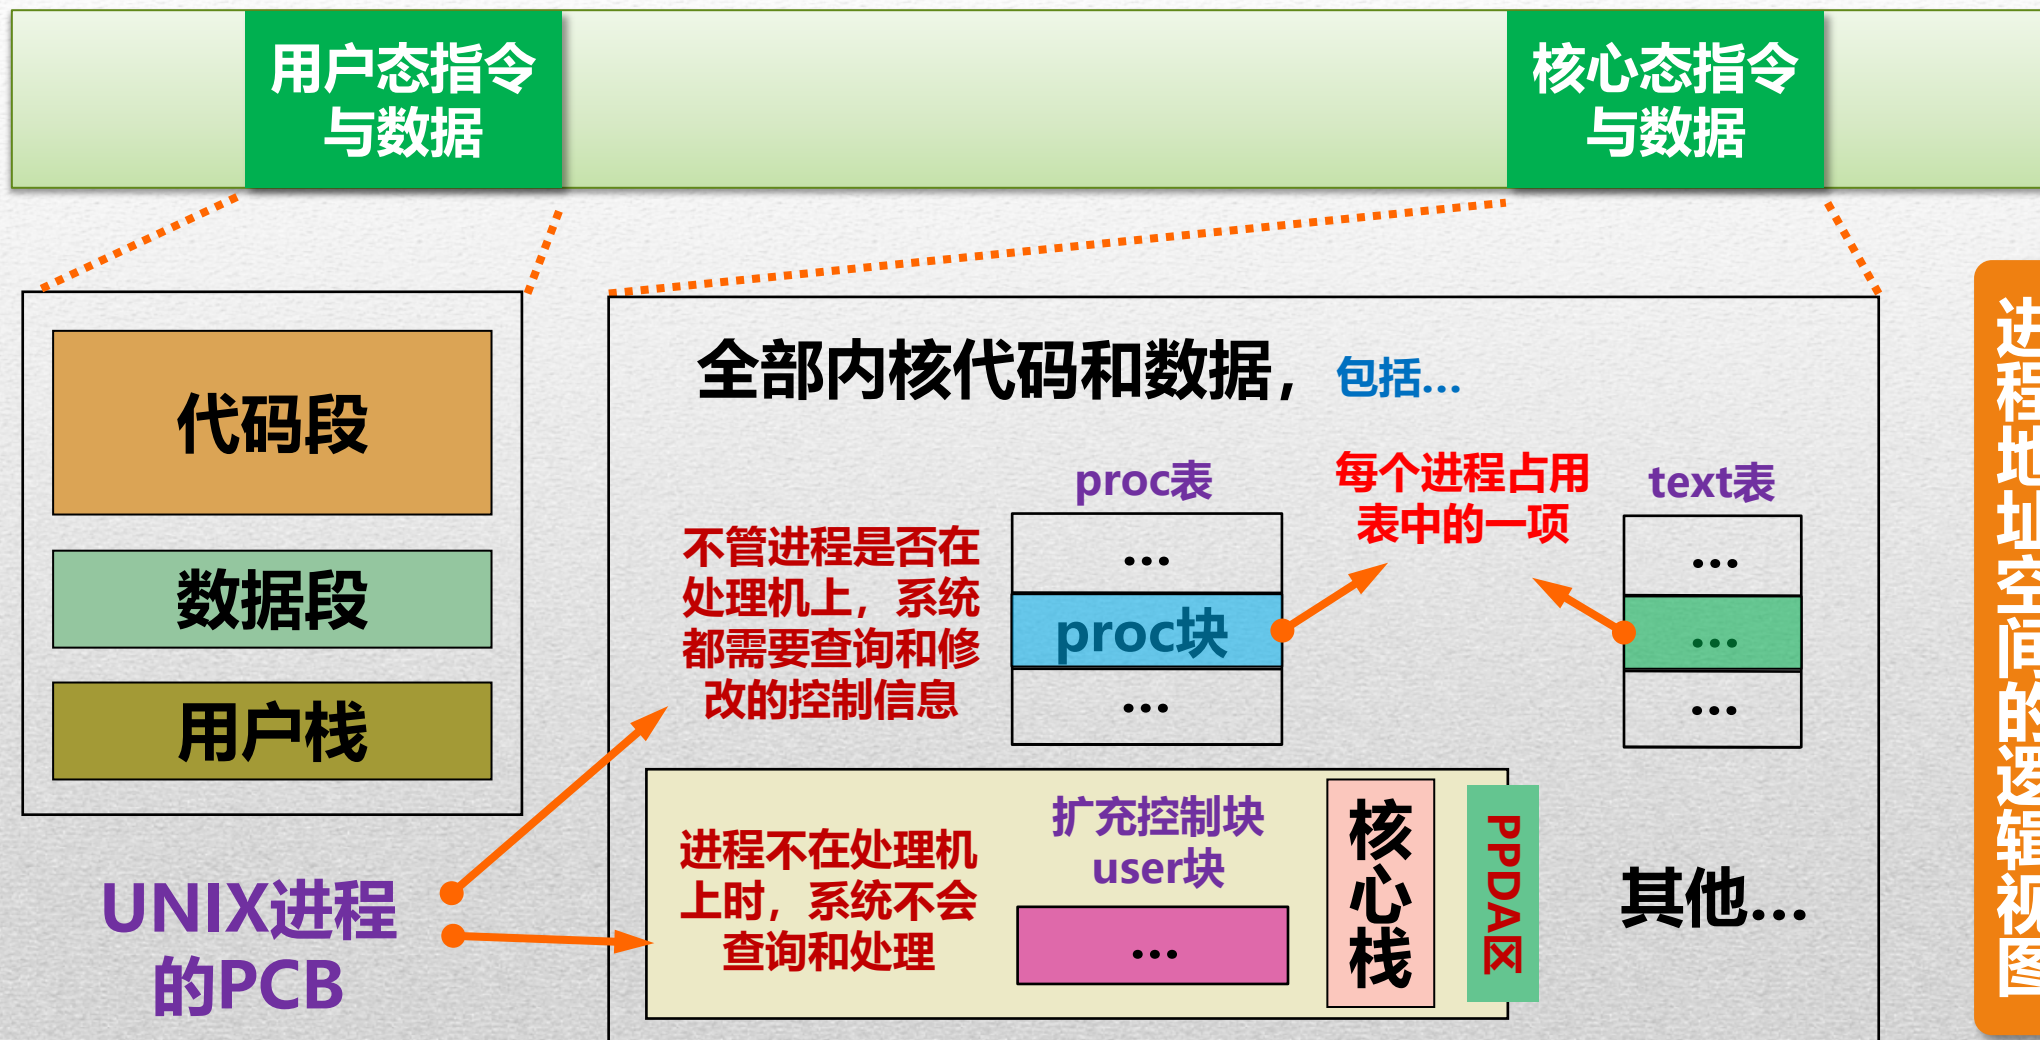 用户态指令
与数据
核心态指令
与数据
代码段
数据段
用户栈
UNIX进程
的PCB
全部内核代码和数据，包括...
proc表
每个进程占用
表中的一项
text表
不管进程是否在
处理机上，系统
都需要查询和修
改的控制信息
...
proc块
...
...
...
...
进程不在处理机
上时，系统不会
查询和处理
扩充控制块
user块
...
核心栈
PPDA区
其他...
进程地址空间的逻辑视图